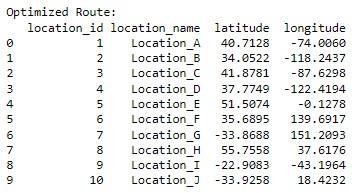 Optimized Route:
location_id location_name latitude longitude
0 1 Location_A 40.7128 -74.0060
1 2 Location_B 34.0522 -118.2437
2 3 Location_C 41.8781 -87.6298
3 4 Location_D 37.7749 -122.4194
4 5 Location_E 51.5074 -0.1278
5 6 Location_F 35.6895 139.6917
6 7 Location_G -33.8688 151.2093
7 8 Location_H 55.7558 37.6176
8 9 Location_I -22.9083 -43.1964
9 10 Location_J -33.9258 18.4232